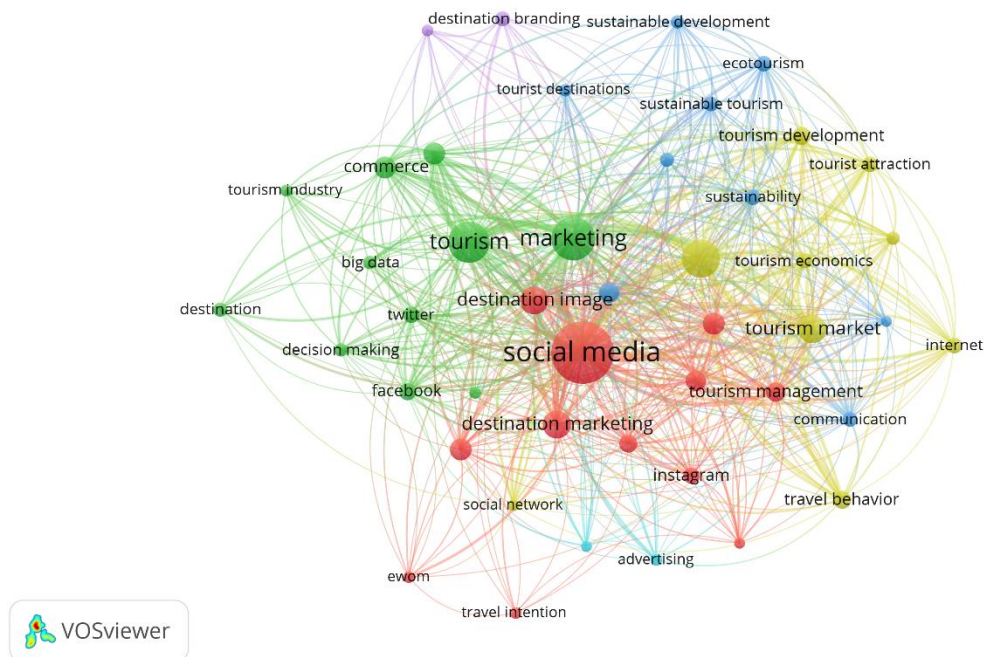 destination branding
sustainable development
ecotourism
tourist destinations
sustainable tourism
tourism development
commerce
tourist attraction
tourism industry
sustainability
tourism
marketing
big data
tourism economics
destination image
destination
twitter
tourism market
decision making
social media
internet
facebook
tourism management
destination marketing
communication
instagram
social network
travel behavior
advertising
ewom
travel intention
VOSviewer